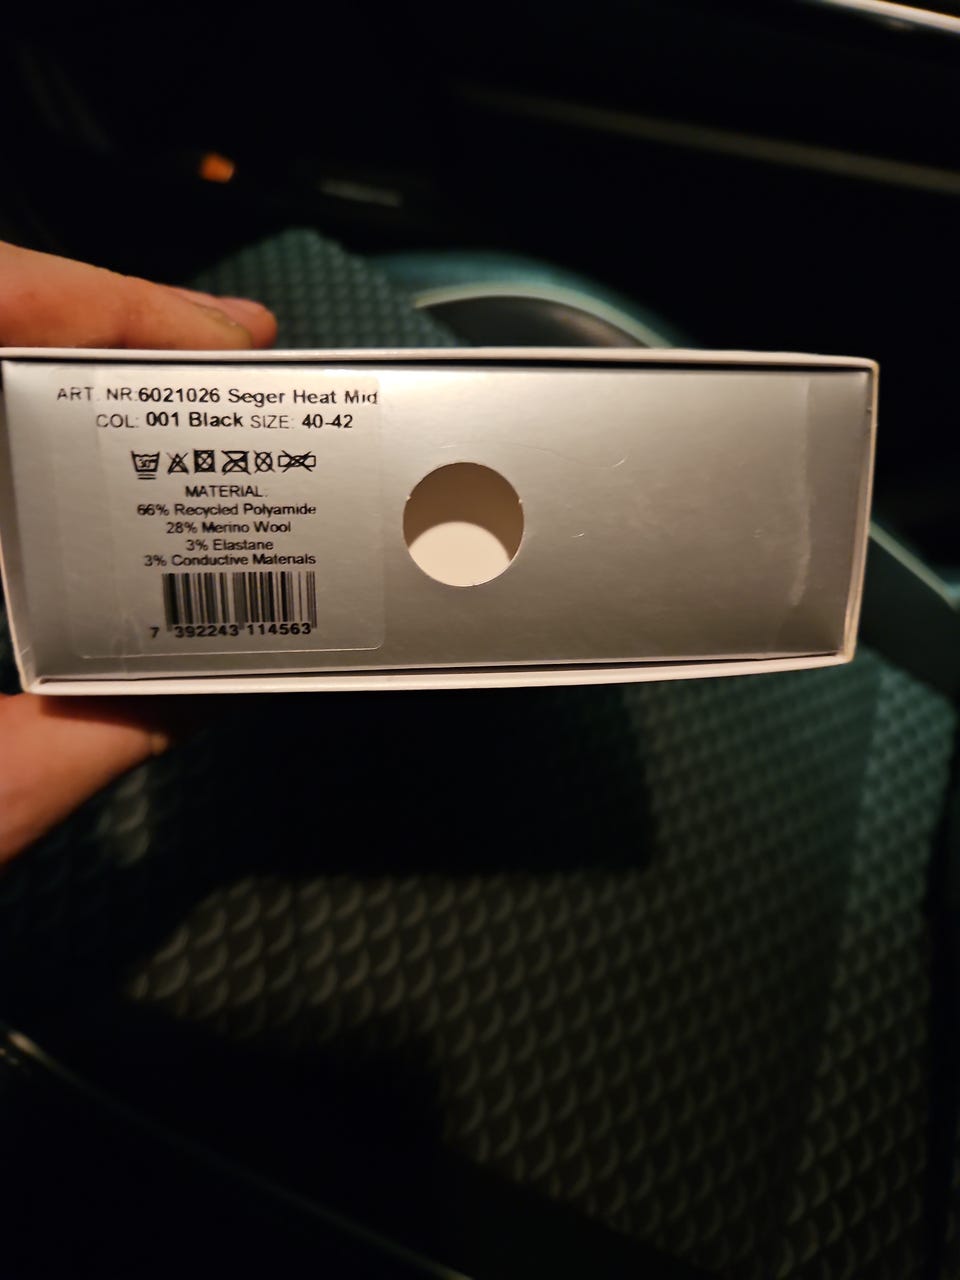 ART. NR:6021026 Seger Heat Mid
COL: 001 Black SIZE: 40-42
30°
MATERIAL:
66% Recycled Polyamide
28% Merino Wool
3% Elastane
3% Conductive Materials
7 392243 114563